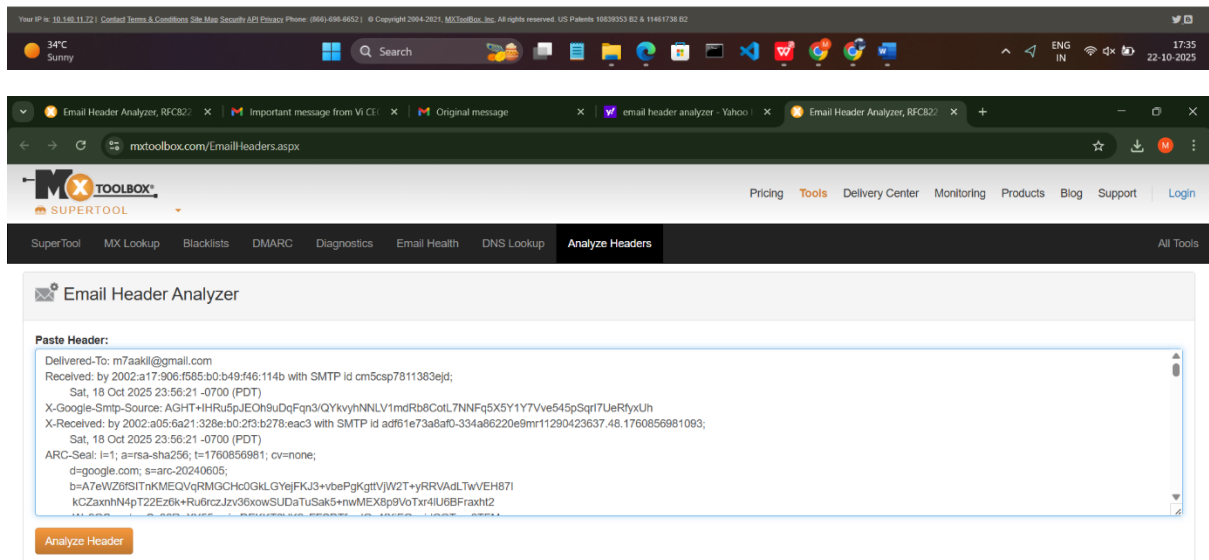 Your IP is: 10.140.11.72 | Contact Terms & Conditions Site Map Security API Privacy Phone: (866)-698-6652 | © Copyright 2004-2021, MXToolBox, Inc, All rights reserved. US Patents 10839353 B2 & 11461738 B2
34°C
Sunny
Search
ENG
IN
17:35
22-10-2025
Email Header Analyzer, RFC822
Important message from Vi CE
Original message
email header analyzer - Yahoo
Email Header Analyzer, RFC822
mxtoolbox.com/EmailHeaders.aspx
M
MX TOOLBOX®
SUPERTOOL
Pricing Tools Delivery Center Monitoring Products Blog Support Login
SuperTool MX Lookup Blacklists DMARC Diagnostics Email Health DNS Lookup Analyze Headers All Tools
Email Header Analyzer
Paste Header:
Delivered-To: m7aakil@gmail.com
Received: by 2002:a17:906:f585:b0:b49:f46:114b with SMTP id cm5csp7811383ejd;
Sat, 18 Oct 2025 23:56:21 -0700 (PDT)
X-Google-Smtp-Source: AGHT+IHRu5pJEOh9uDqFqn3/QYkvyhNNLV1mdRb8CotL7NNFq5X5Y1Y7Vve545pSqrI7UeRfyxUh
X-Received: by 2002:a05:6a21:328e:b0:2f3:b278:eac3 with SMTP id adf61e73a8af0-334a86220e9mr11290423637.48.1760856981093;
Sat, 18 Oct 2025 23:56:21 -0700 (PDT)
ARC-Seal: i=1; a=rsa-sha256; t=1760856981; cv=none;
d=google.com; s=arc-20240605;
b=A7eWZ6fSITnKMEQVqRMGCHc0GkLGYejFKJ3+vbePgKgttVjW2T+yRRVAdLTwVEH87l
kCZaxnhN4pT22Ez6k+Ru6rczJzv36xowSUDaTuSak5+nwMEX8p9VoTxr4IU6BFraxht2
Analyze Header